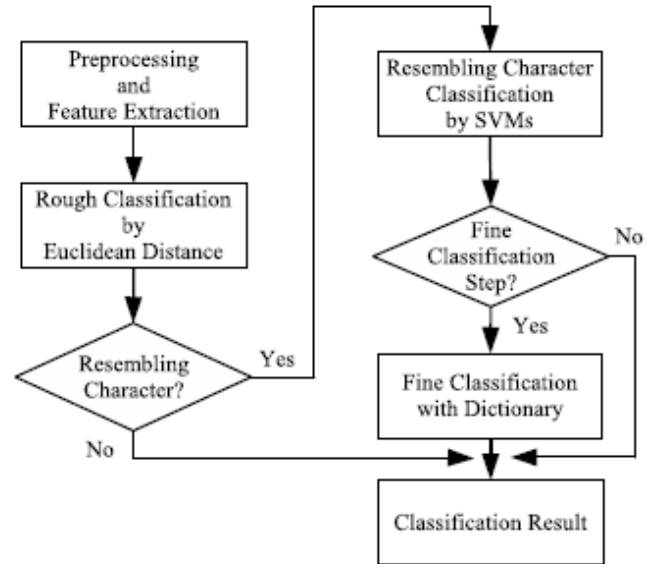 Preprocessing
and
Feature Extraction
Rough Classification
by
Euclidean Distance
Resembling
Character?
Yes
No
Resembling Character
Classification
by SVMs
Fine
Classification
Step?
No
Yes
Fine Classification
with Dictionary
Classification Result